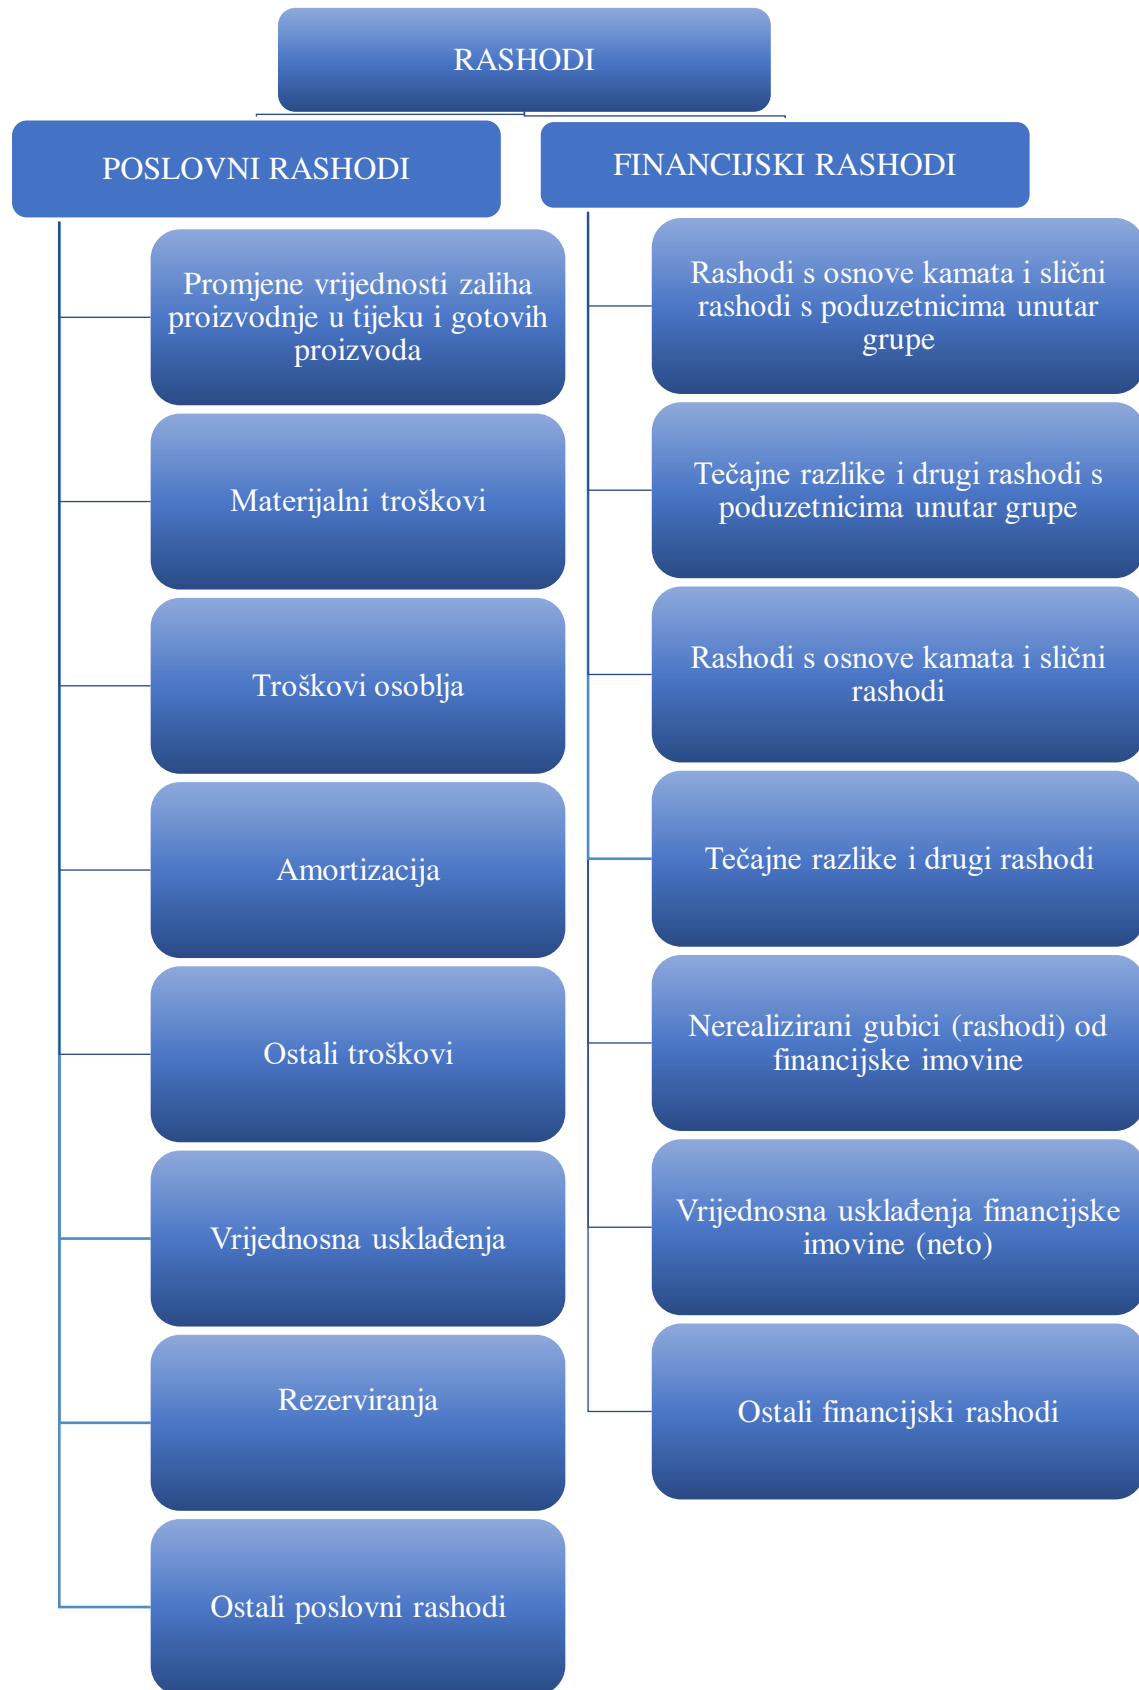 RASHODI
POSLOVNI RASHODI
Promjene vrijednosti zaliha
proizvodnje u tijeku i gotovih
proizvoda
Materijalni troškovi
Troškovi osoblja
Amortizacija
Ostali troškovi
Vrijednosna usklađenja
Rezerviranja
Ostali poslovni rashodi
FINANCIJSKI RASHODI
Rashodi s osnove kamata i slični
rashodi s poduzetnicima unutar
grupe
Tečajne razlike i drugi rashodi s
poduzetnicima unutar grupe
Rashodi s osnove kamata i slični
rashodi
Tečajne razlike i drugi rashodi
Nerealizirani gubici (rashodi) od
financijske imovine
Vrijednosna usklađenja financijske
imovine (neto)
Ostali financijski rashodi